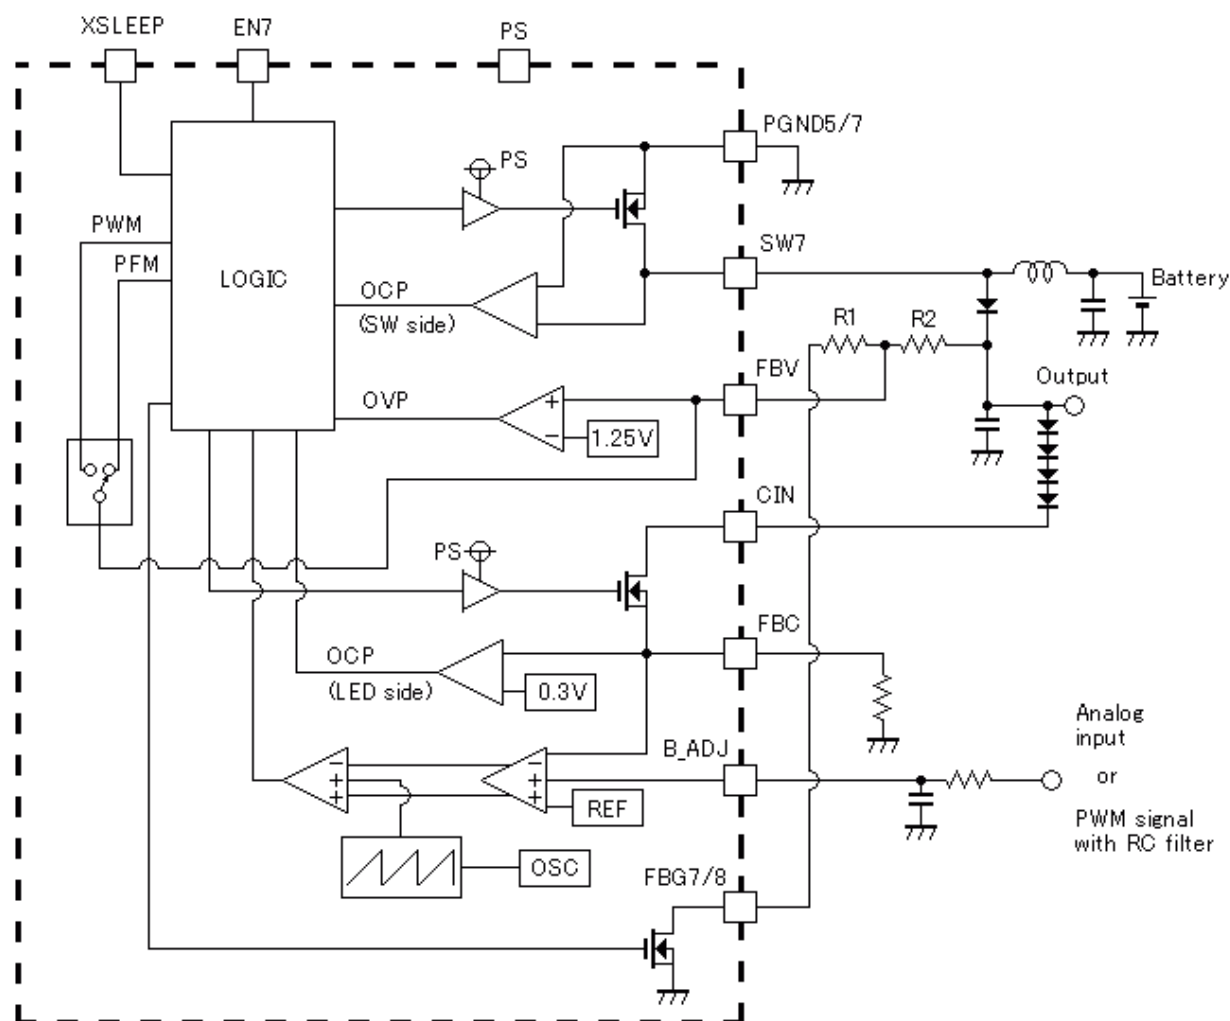 XSLEEP
EN7
PS
PGND5/7
PS
PWM
PFM
LOGIC
SW7
OCP
(SW side)
Battery
R1
R2
FBV
Output
OVP
+
−
1.25V
CIN
PS
FBC
OCP
(LED side)
0.3V
B_ADJ
Analog
input
or
PWM signal
with RC filter
−
+
+
−
+
+
REF
OSC
FBG7/8